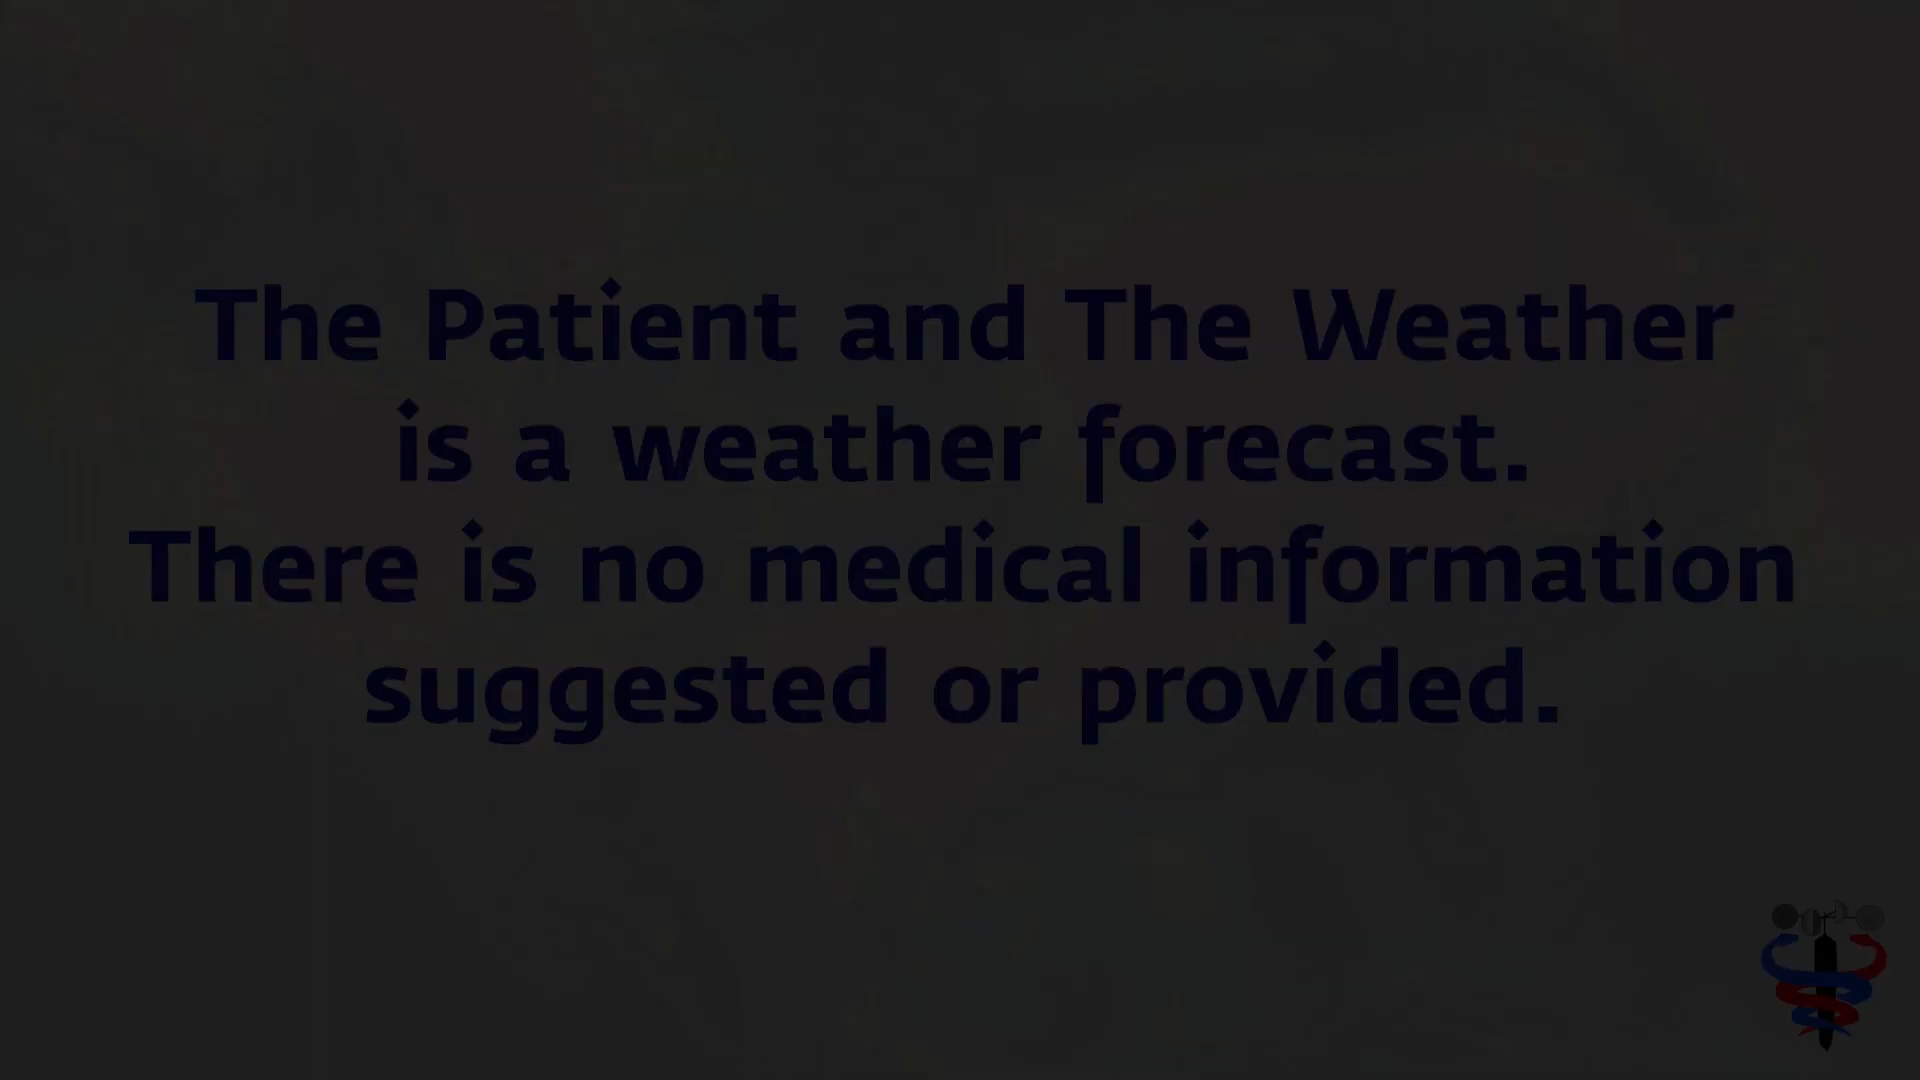 The Patient and The Weather
is a weather forecast.
There is no medical information
suggested or provided.